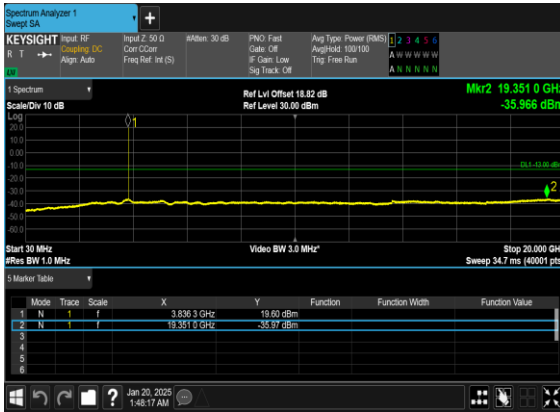 Spectrum Analyzer 1
Swept SA
KEYSIGHT Input: RF Input Z: 50 Ω #Atten: 30 dB PNO: Fast Avg Type: Power (RMS) 1 2 3 4 5 6
R T Coupling: DC Corr CCorr Gate: Off Avg|Hold: 100/100 A W W W W W
Align: Auto Freq Ref: Int (S) IF Gain: Low Trig: Free Run
Sig Track: Off A N N N N N
LXI
1 Spectrum
Scale/Div 10 dB
Ref Lvl Offset 18.82 dB
Ref Level 30.00 dBm
Mkr2 19.351 0 GHz
-35.966 dBm
Log
1
20.0
10.0
0.00
-10.0
DL1 -13.00 dBm
-20.0
-30.0
2
-40.0
-50.0
-60.0
Start 30 MHz Video BW 3.0 MHz* Stop 20.000 GH
#Res BW 1.0 MHz Sweep 34.7 ms (40001 pts
5 Marker Table
Mode Trace Scale X Y Function Function Width Function Value
1 N 1 f 3.836 3 GHz 19.60 dBm
2 N 1 f 19.351 0 GHz -35.97 dBm
3
4
5
6
?
Jan 20, 2025
1:48:17 AM